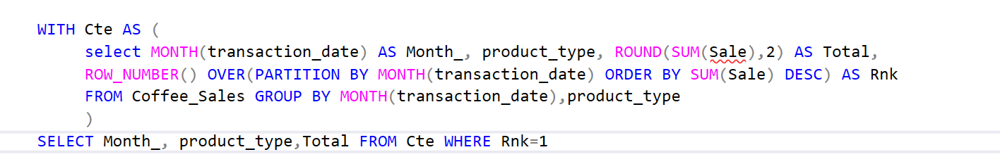 WITH Cte AS (
select MONTH(transaction_date) AS Month_, product_type, ROUND(SUM(Sale),2) AS Total,
ROW_NUMBER() OVER(PARTITION BY MONTH(transaction_date) ORDER BY SUM(Sale) DESC) AS Rnk
FROM Coffee_Sales GROUP BY MONTH(transaction_date),product_type
)
SELECT Month_, product_type,Total FROM Cte WHERE Rnk=1